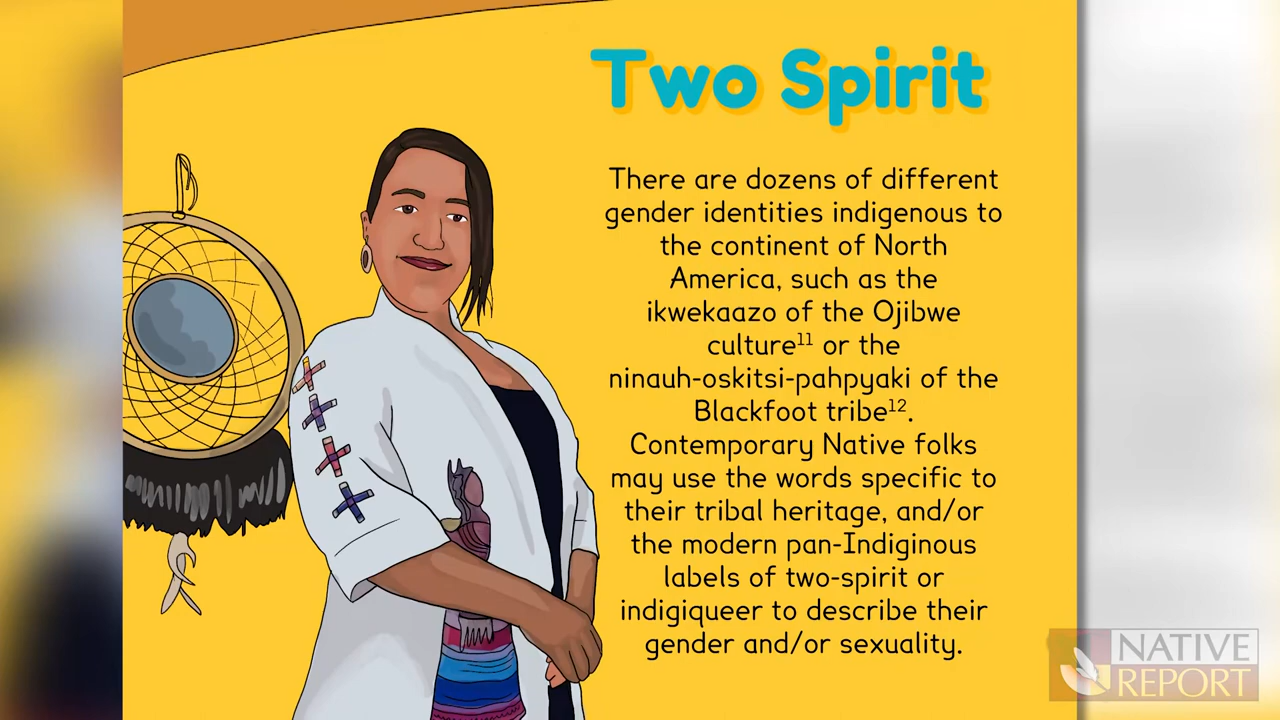 Two Spirit
There are dozens of different
gender identities indigenous to
the continent of North
America, such as the
ikwekaazo of the Ojibwe
culture¹¹ or the
ninauh-oskitsi-pahpyaki of the
Blackfoot tribe¹².
Contemporary Native folks
may use the words specific to
their tribal heritage, and/or
the modern pan-Indiginous
labels of two-spirit or
indigiqueer to describe their
gender and/or sexuality.
NATIVE
REPORT